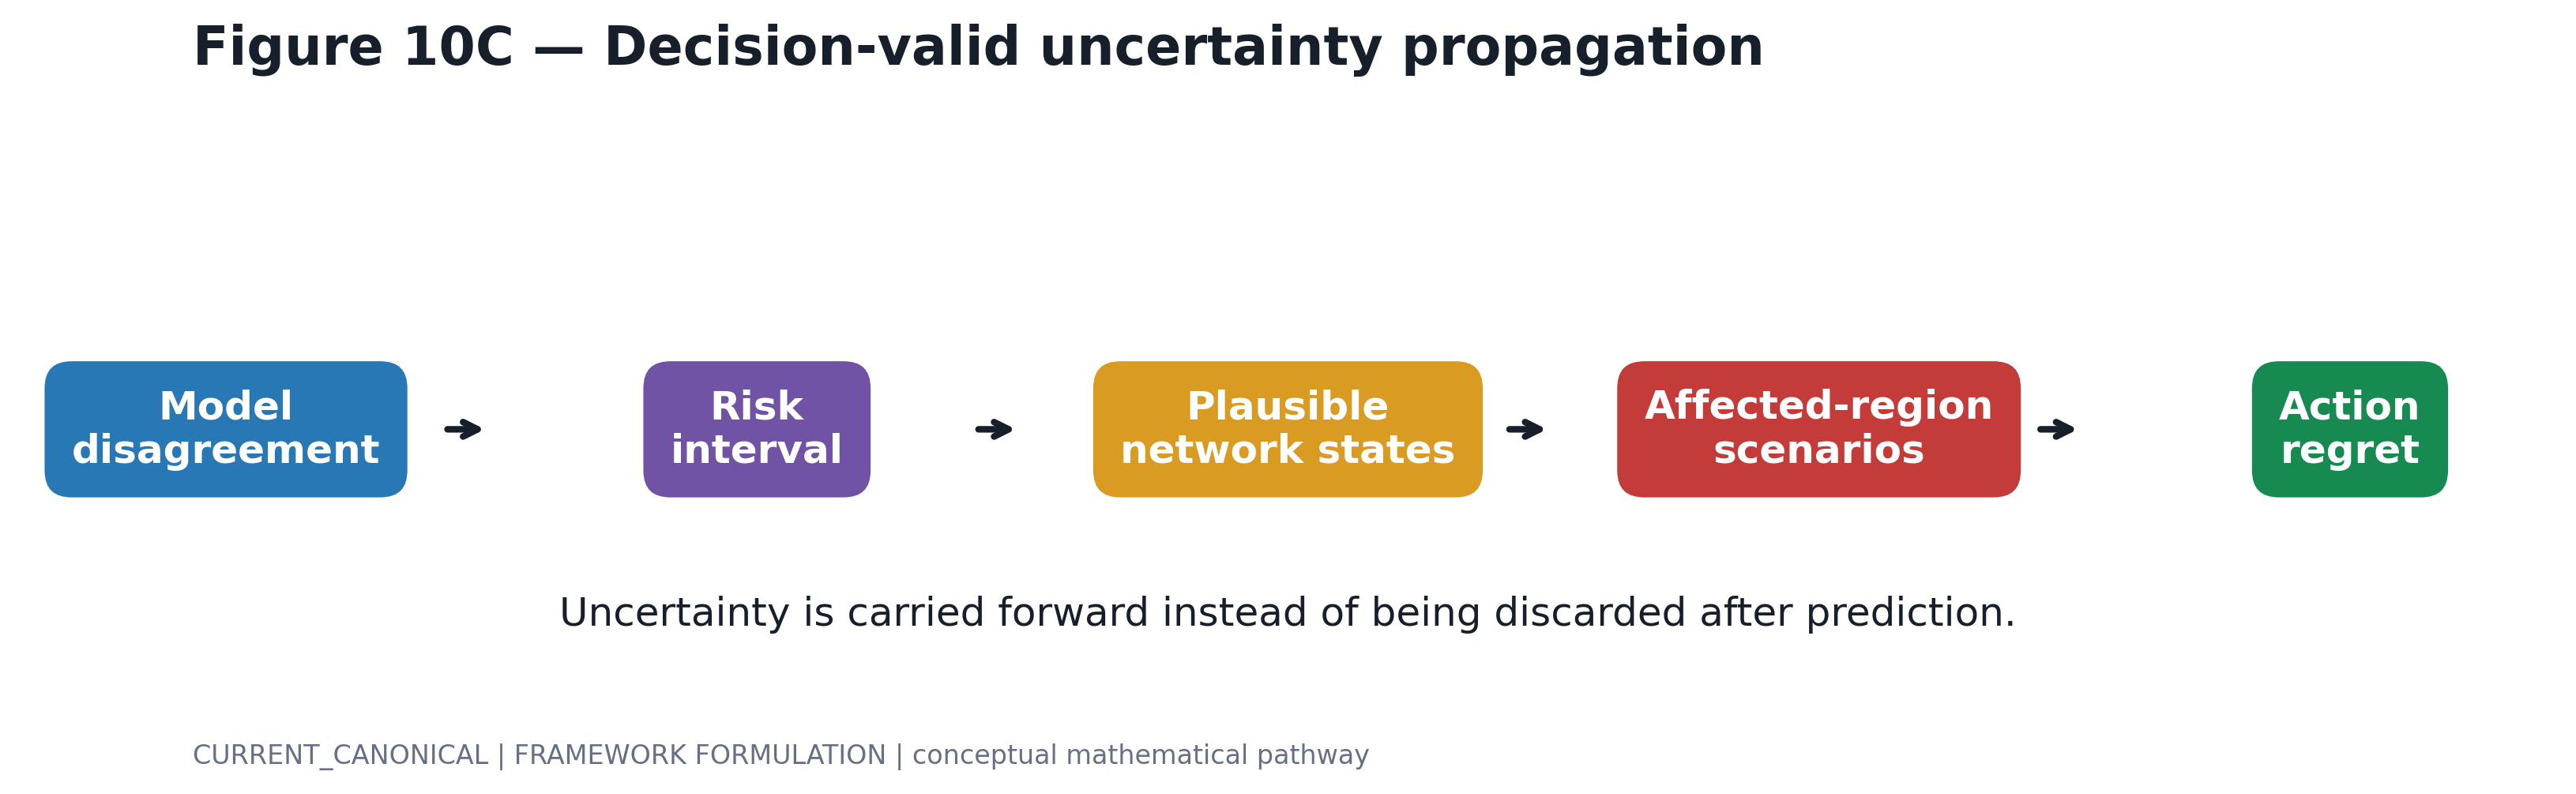 Figure 10C — Decision-valid uncertainty propagation
Model
disagreement
Risk
interval
Plausible
network states
Affected-region
scenarios
Action
regret
Uncertainty is carried forward instead of being discarded after prediction.
CURRENT_CANONICAL | FRAMEWORK FORMULATION | conceptual mathematical pathway